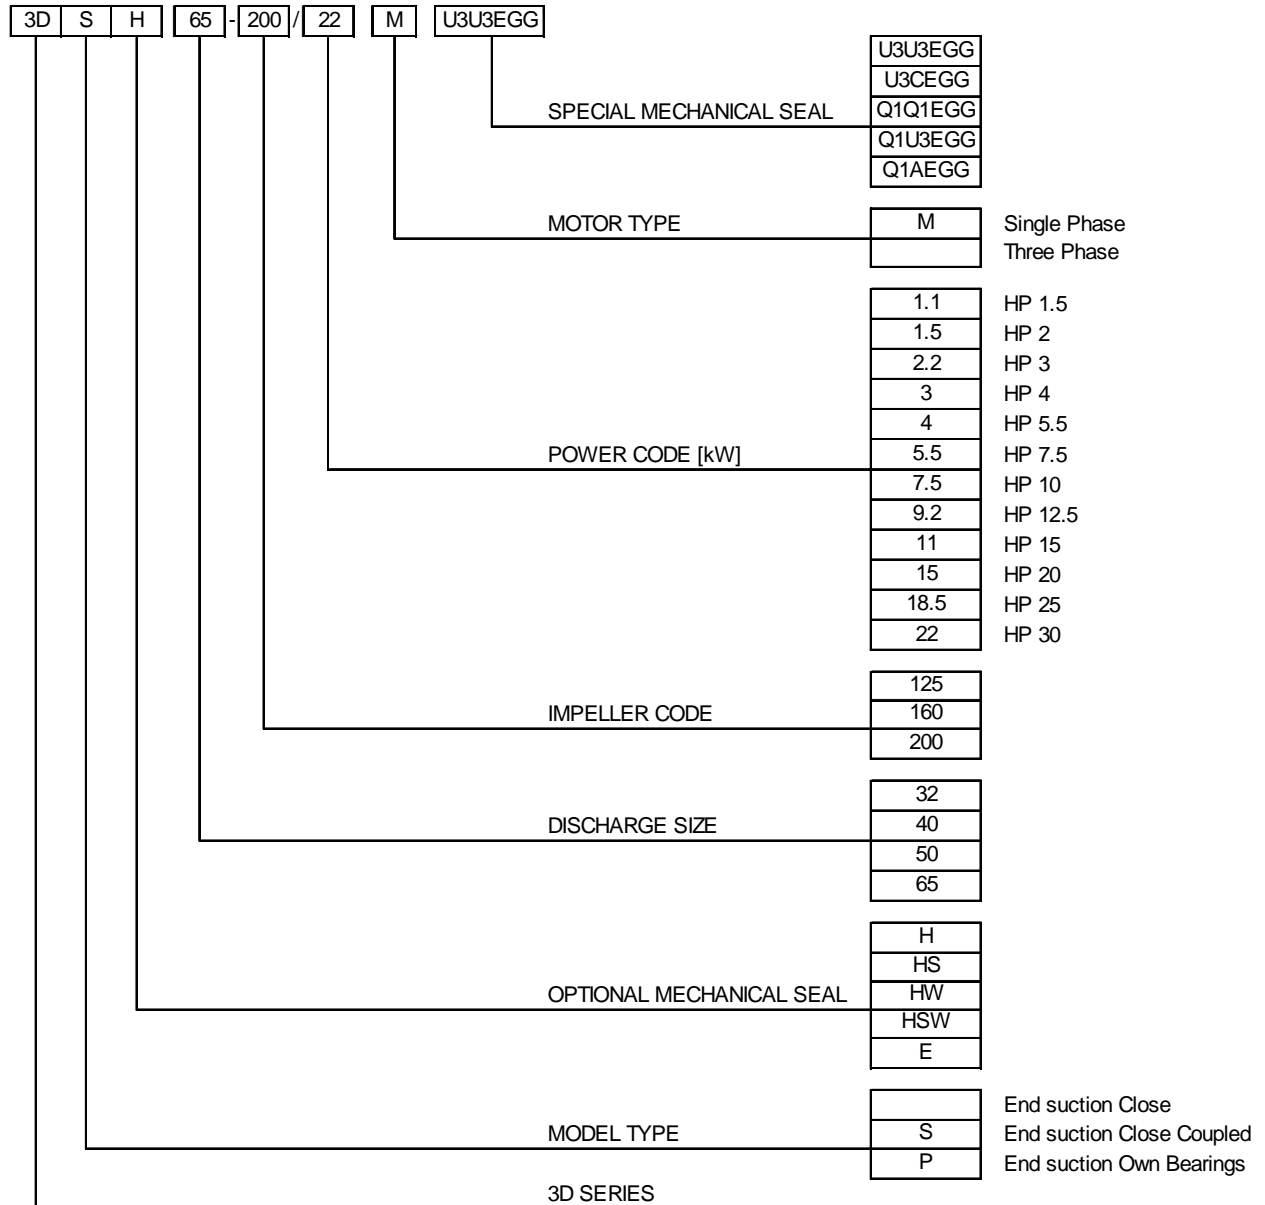 3D S H 65 - 200 / 22 M U3U3EGG
U3U3EGG
U3CEGG
SPECIAL MECHANICAL SEAL Q1Q1EGG
Q1U3EGG
Q1AEGG
MOTOR TYPE M Single Phase
Three Phase
1.1 HP 1.5
1.5 HP 2
2.2 HP 3
3 HP 4
4 HP 5.5
POWER CODE [kW] 5.5 HP 7.5
7.5 HP 10
9.2 HP 12.5
11 HP 15
15 HP 20
18.5 HP 25
22 HP 30
125
IMPELLER CODE 160
200
32
DISCHARGE SIZE 40
50
65
H
HS
OPTIONAL MECHANICAL SEAL HW
HSW
E
End suction Close
MODEL TYPE S End suction Close Coupled
P End suction Own Bearings
3D SERIES